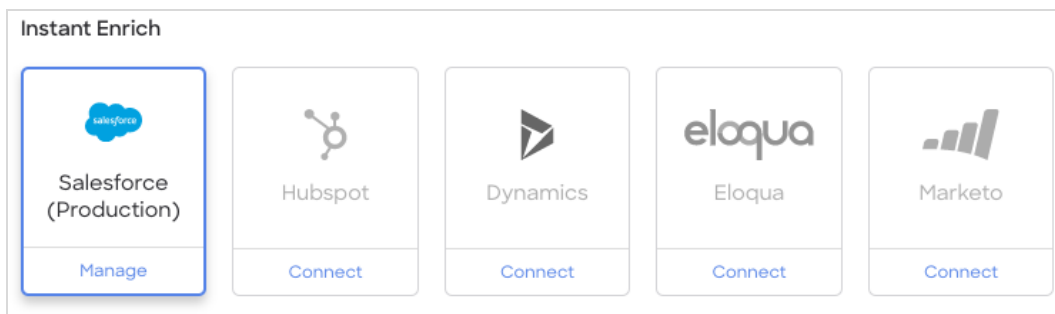 Instant Enrich
salesforce
Salesforce
(Production)
Manage
Hubspot
Connect
Dynamics
Connect
eloqua
Eloqua
Connect
Marketo
Connect